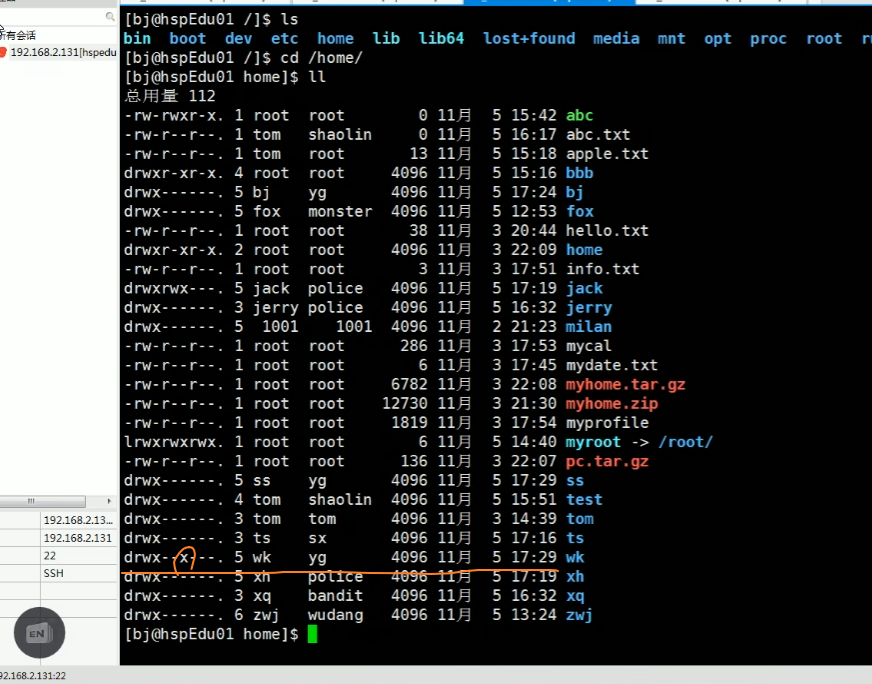 所有会话
192.168.2.131[hspedu
192.168.2.13...
192.168.2.131
22
SSH
EN
92.168.2.131:22
[bj@hspEdu01 /]$ ls
bin boot dev etc home lib lib64 lost+found media mnt opt proc root
[bj@hspEdu01 /]$ cd /home/
[bj@hspEdu01 home]$ ll
总用量 112
-rw-rwxr-x. 1 root root 0 11月 5 15:42 abc
-rw-r--r--. 1 tom shaolin 0 11月 5 16:17 abc.txt
-rw-r--r--. 1 tom root 13 11月 5 15:18 apple.txt
drwxr-xr-x. 4 root root 4096 11月 5 15:16 bbb
drwx------. 5 bj yg 4096 11月 5 17:24 bj
drwx------. 5 fox monster 4096 11月 5 12:53 fox
-rw-r--r--. 1 root root 38 11月 3 20:44 hello.txt
drwxr-xr-x. 2 root root 4096 11月 3 22:09 home
-rw-r--r--. 1 root root 3 11月 3 17:51 info.txt
drwxrwx---. 5 jack police 4096 11月 5 17:19 jack
drwx------. 3 jerry police 4096 11月 5 16:32 jerry
drwx------. 5 1001 1001 4096 11月 2 21:23 milan
-rw-r--r--. 1 root root 286 11月 3 17:53 mycal
-rw-r--r--. 1 root root 6 11月 3 17:45 mydate.txt
-rw-r--r--. 1 root root 6782 11月 3 22:08 myhome.tar.gz
-rw-r--r--. 1 root root 12730 11月 3 21:30 myhome.zip
-rw-r--r--. 1 root root 1819 11月 3 17:54 myprofile
lrwxrwxrwx. 1 root root 6 11月 5 14:40 myroot -> /root/
-rw-r--r--. 1 root root 136 11月 3 22:07 pc.tar.gz
drwx------. 5 ss yg 4096 11月 5 17:29 ss
drwx------. 4 tom shaolin 4096 11月 5 15:51 test
drwx------. 3 tom tom 4096 11月 3 14:39 tom
drwx------. 3 ts sx 4096 11月 5 17:16 ts
drwx--x---. 5 wk yg 4096 11月 5 17:29 wk
drwx------. 5 xh police 4096 11月 5 17:19 xh
drwx------. 3 xq bandit 4096 11月 5 16:32 xq
drwx------. 6 zwj wudang 4096 11月 5 13:24 zwj
[bj@hspEdu01 home]$